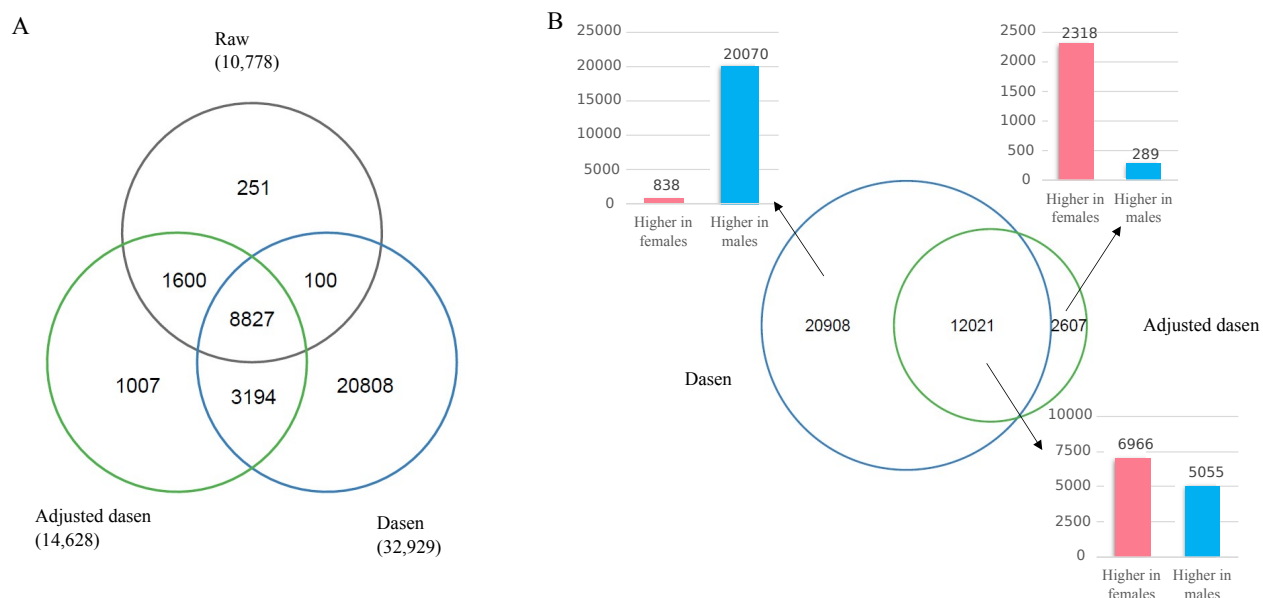 A
Raw
(10,778)
251
1600
100
8827
1007
3194
20808
Adjusted dasen
(14,628)
Dasen
(32,929)
B
25000
20000
15000
10000
5000
0
838
20070
Higher in
females
Higher in
males
2500
2000
1500
1000
500
0
2318
289
Higher in
females
Higher in
males
20908
12021
2607
Dasen
Adjusted dasen
10000
7500
5000
2500
0
6966
5055
Higher in
females
Higher in
males